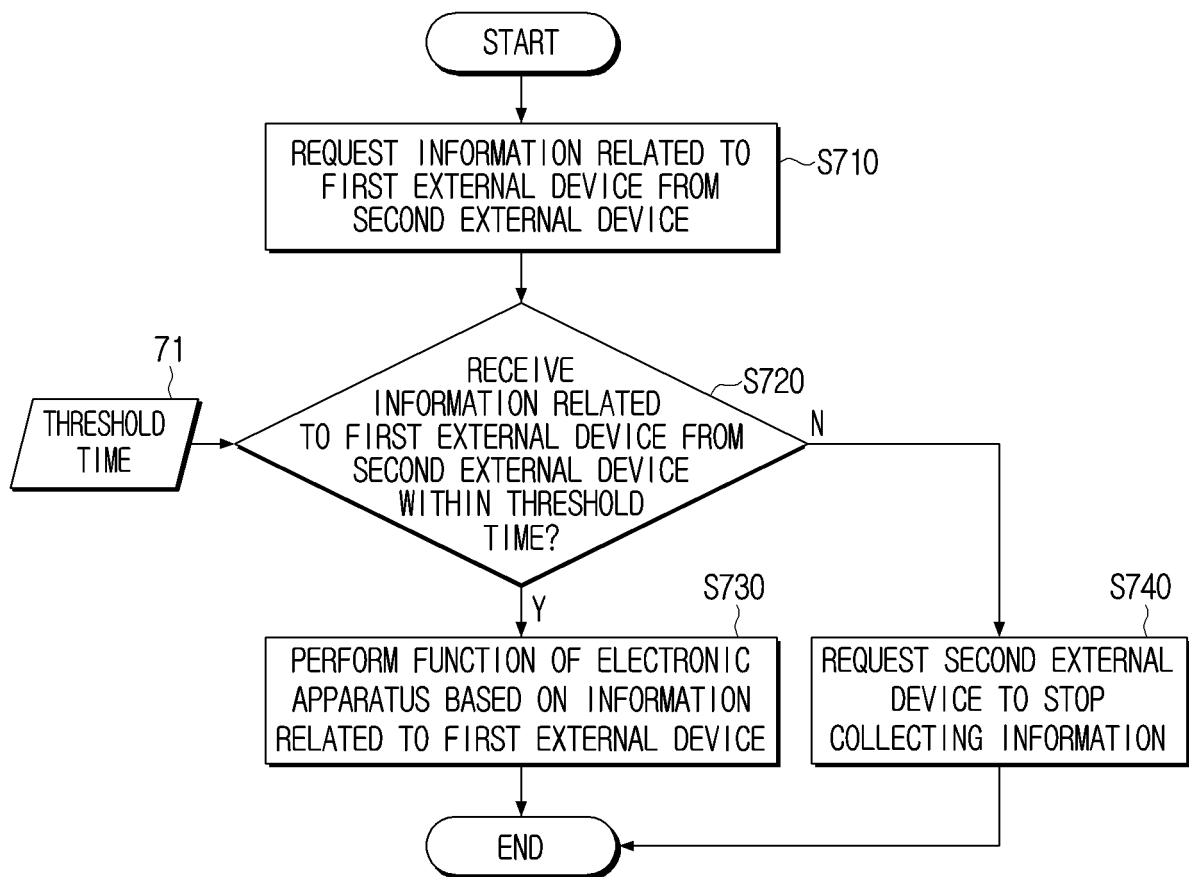 START
REQUEST INFORMATION RELATED TO
FIRST EXTERNAL DEVICE FROM
SECOND EXTERNAL DEVICE
S710
71
THRESHOLD
TIME
RECEIVE
INFORMATION RELATED
TO FIRST EXTERNAL DEVICE FROM
SECOND EXTERNAL DEVICE
WITHIN THRESHOLD
TIME?
S720
N
Y
S730
PERFORM FUNCTION OF ELECTRONIC
APPARATUS BASED ON INFORMATION
RELATED TO FIRST EXTERNAL DEVICE
S740
REQUEST SECOND EXTERNAL
DEVICE TO STOP
COLLECTING INFORMATION
END